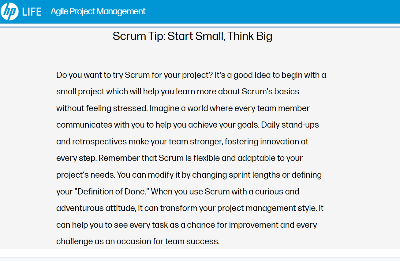 hp LIFE Agile Project Management
Scrum Tip: Start Small, Think Big
Do you want to try Scrum for your project? It's a good idea to begin with a
small project which will help you learn more about Scrum's basics
without feeling stressed. Imagine a world where every team member
communicates with you to help you achieve your goals. Daily stand-ups
and retrospectives make your team stronger, fostering innovation at
every step. Remember that Scrum is flexible and adaptable to your
project's needs. You can modify it by changing sprint lengths or defining
your "Definition of Done." When you use Scrum with a curious and
adventurous attitude, it can transform your project management style. It
can help you to see every task as a chance for improvement and every
challenge as an occasion for team success.